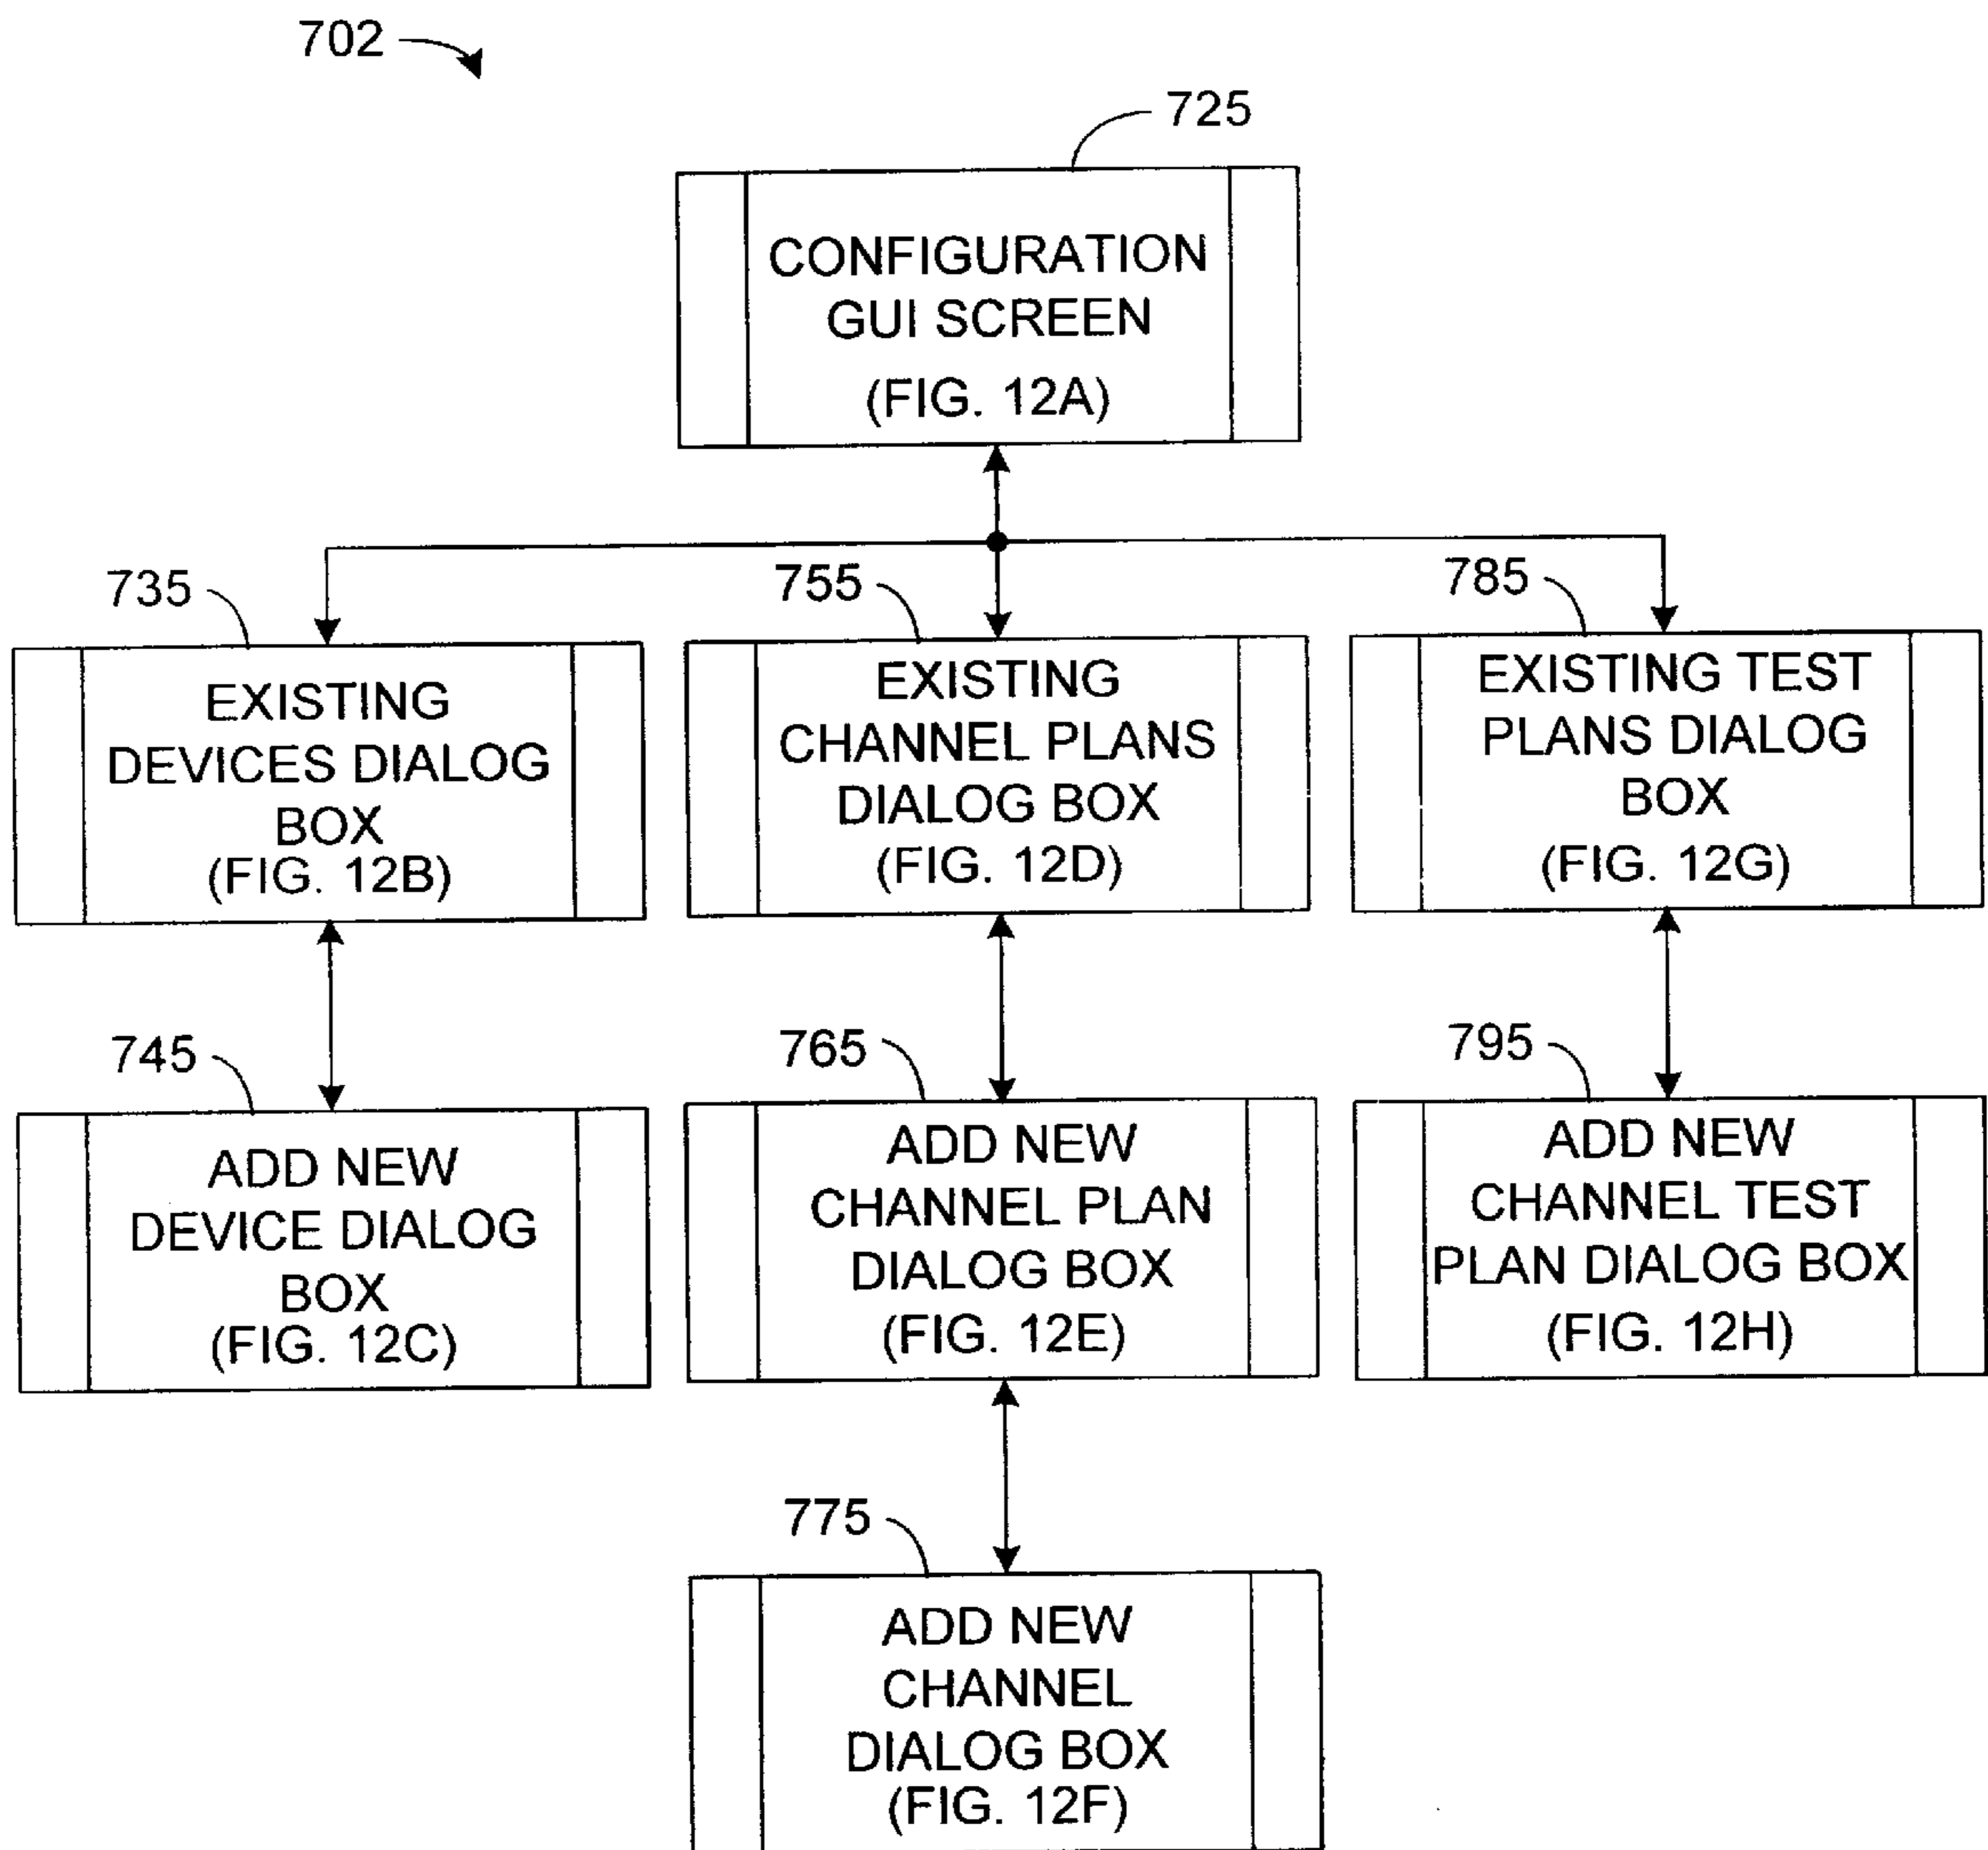 702
725
CONFIGURATION
GUI SCREEN
(FIG. 12A)
735
EXISTING
DEVICES DIALOG
BOX
(FIG. 12B)
755
EXISTING
CHANNEL PLANS
DIALOG BOX
(FIG. 12D)
785
EXISTING TEST
PLANS DIALOG
BOX
(FIG. 12G)
745
ADD NEW
DEVICE DIALOG
BOX
(FIG. 12C)
765
ADD NEW
CHANNEL PLAN
DIALOG BOX
(FIG. 12E)
795
ADD NEW
CHANNEL TEST
PLAN DIALOG BOX
(FIG. 12H)
775
ADD NEW
CHANNEL
DIALOG BOX
(FIG. 12F)